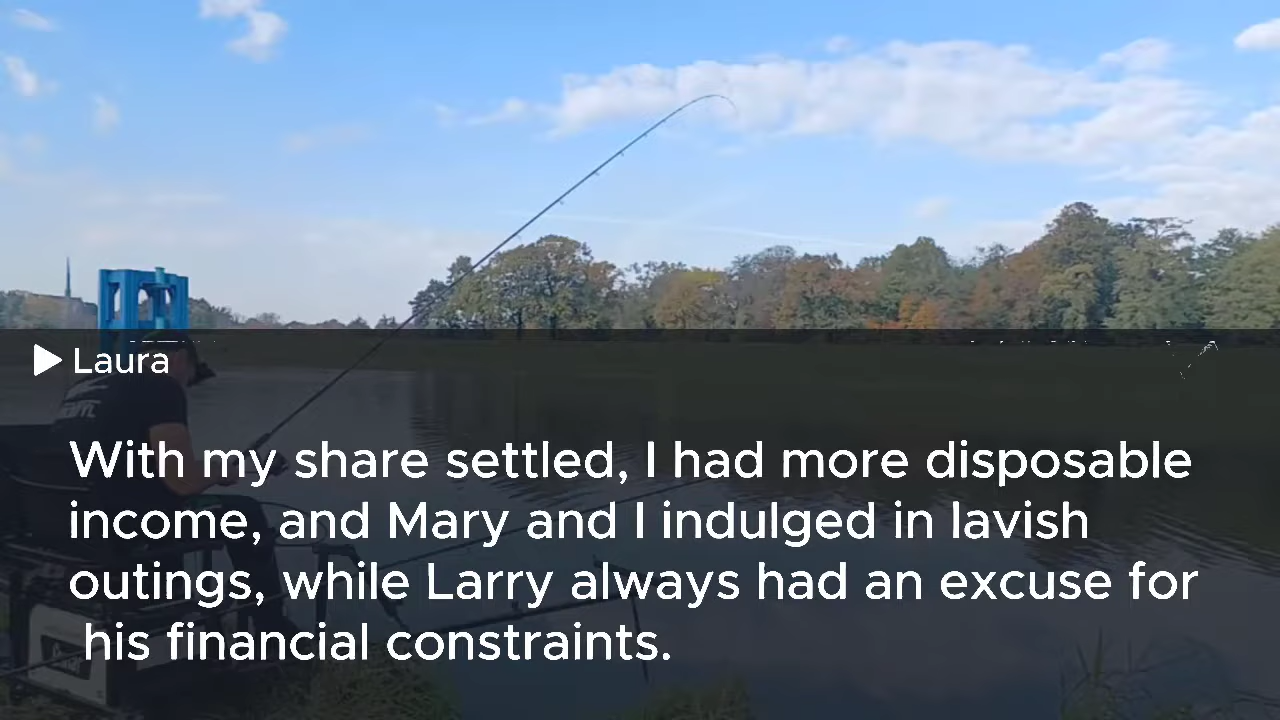 Laura
With my share settled, I had more disposable
income, and Mary and I indulged in lavish
outings, while Larry always had an excuse for
his financial constraints.